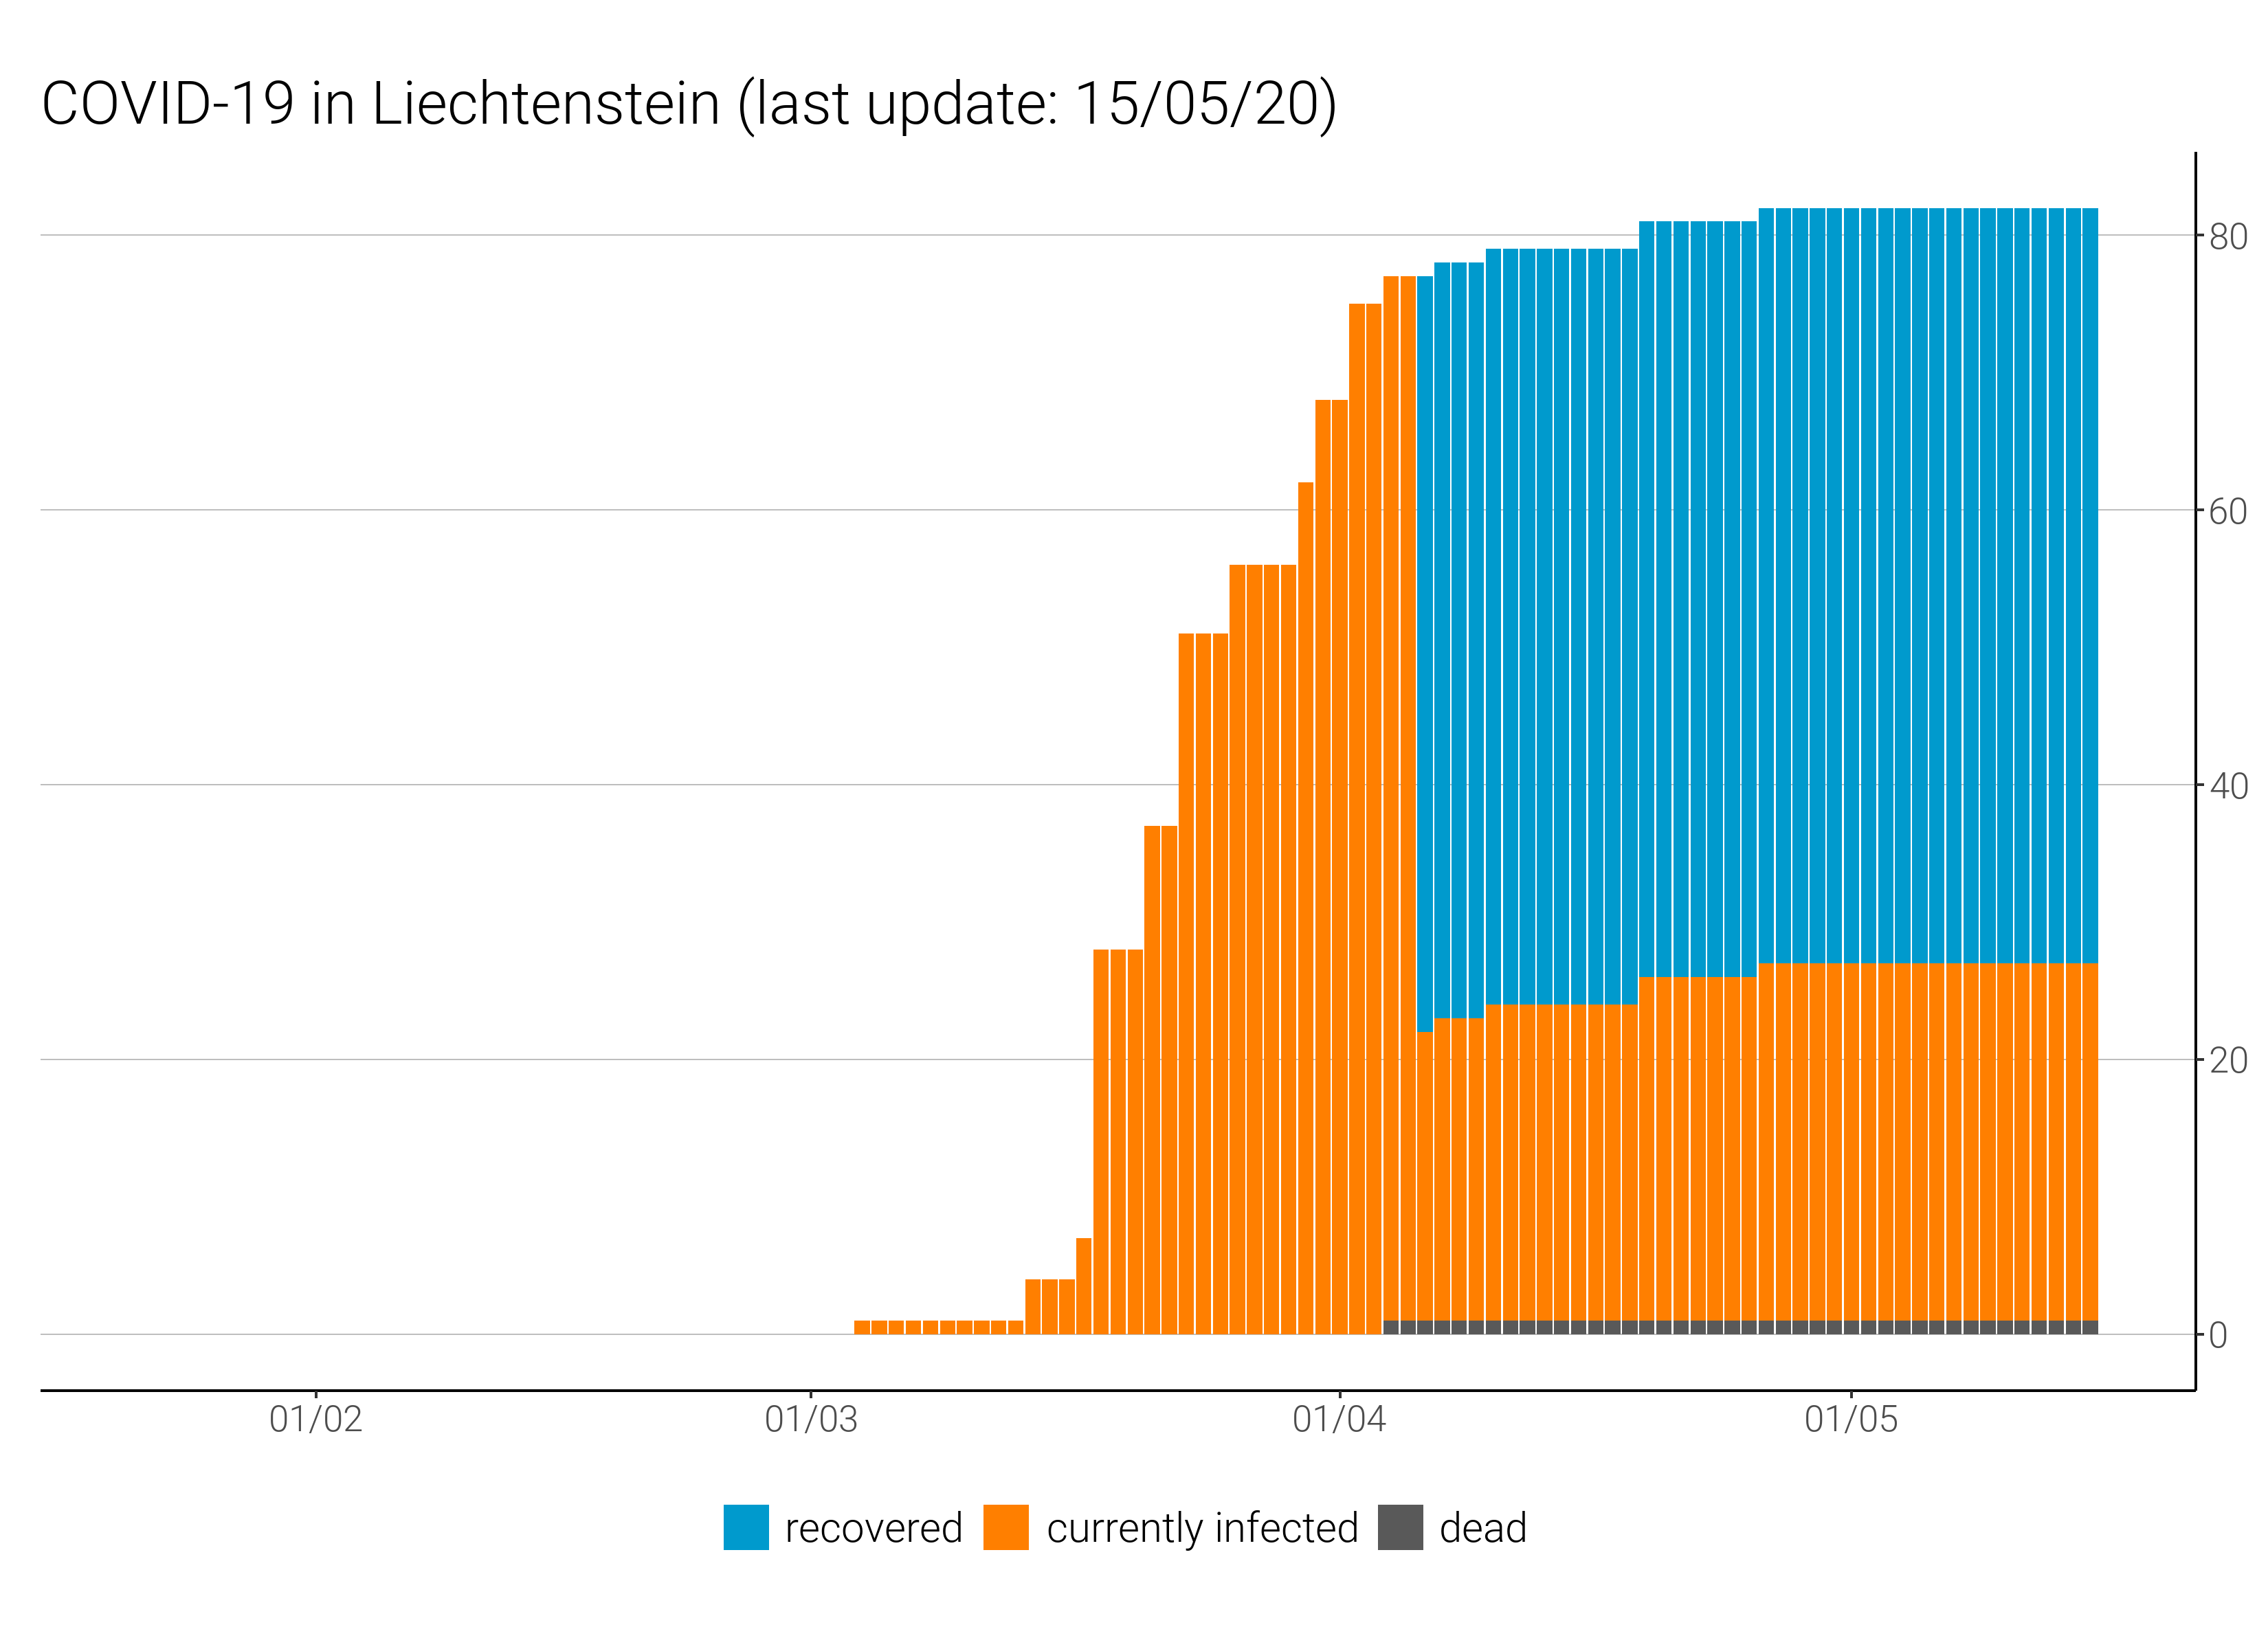 COVID-19 in Liechtenstein (last update: 15/05/20)
80
60
40
20
0
01/02 01/03 01/04 01/05
recovered currently infected dead